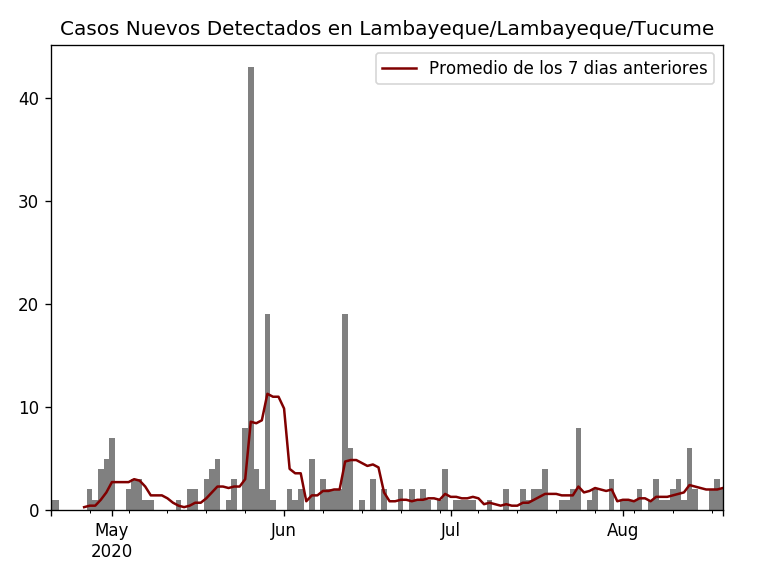 Casos Nuevos Detectados en Lambayeque/Lambayeque/Tucume
Promedio de los 7 dias anteriores
40
30
20
10
0
May Jun Jul Aug
2020